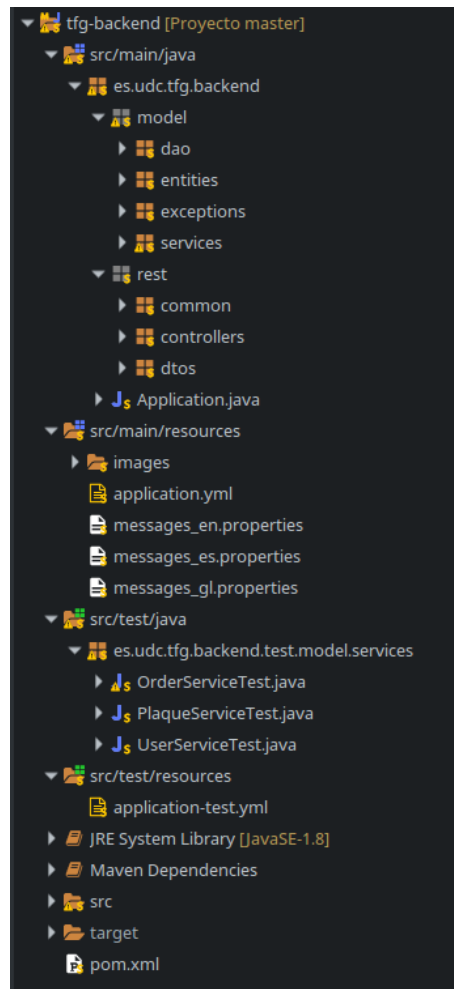 tfg-backend [Proyecto master]
src/main/java
es.udc.tfg.backend
model
dao
entities
exceptions
services
rest
common
controllers
dtos
Application.java
src/main/resources
images
application.yml
messages_en.properties
messages_es.properties
messages_gl.properties
src/test/java
es.udc.tfg.backend.test.model.services
OrderServiceTest.java
PlaqueServiceTest.java
UserServiceTest.java
src/test/resources
application-test.yml
JRE System Library [JavaSE-1.8]
Maven Dependencies
src
target
pom.xml